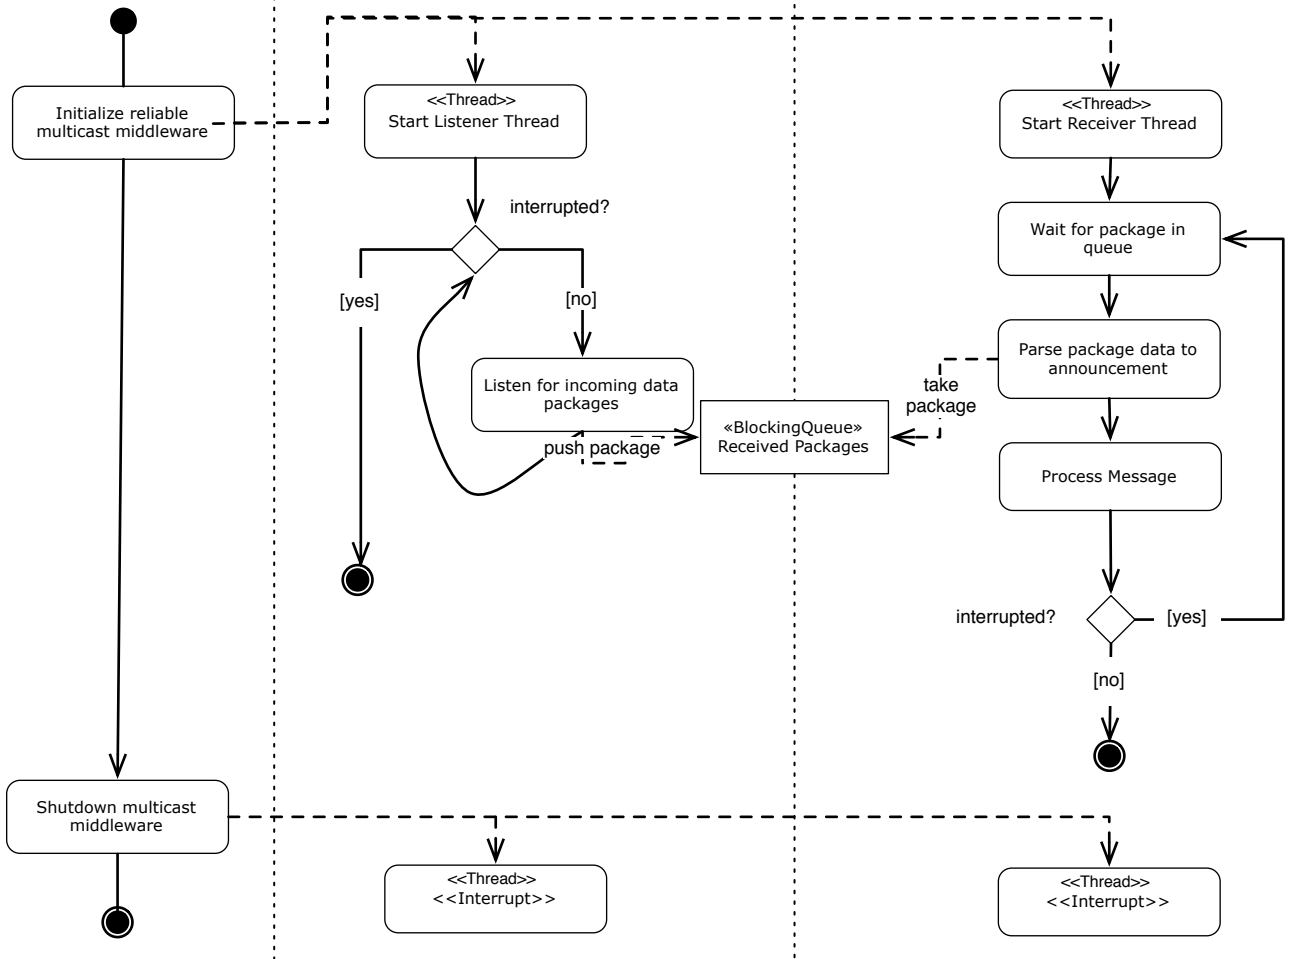 Initialize reliable
multicast middleware
<<Thread>>
Start Listener Thread
<<Thread>>
Start Receiver Thread
interrupted?
[yes]
[no]
Listen for incoming data
packages
push package
«BlockingQueue»
Received Packages
take
package
Wait for package in
queue
Parse package data to
announcement
Process Message
interrupted?
[yes]
[no]
Shutdown multicast
middleware
<<Thread>>
<<Interrupt>>
<<Thread>>
<<Interrupt>>